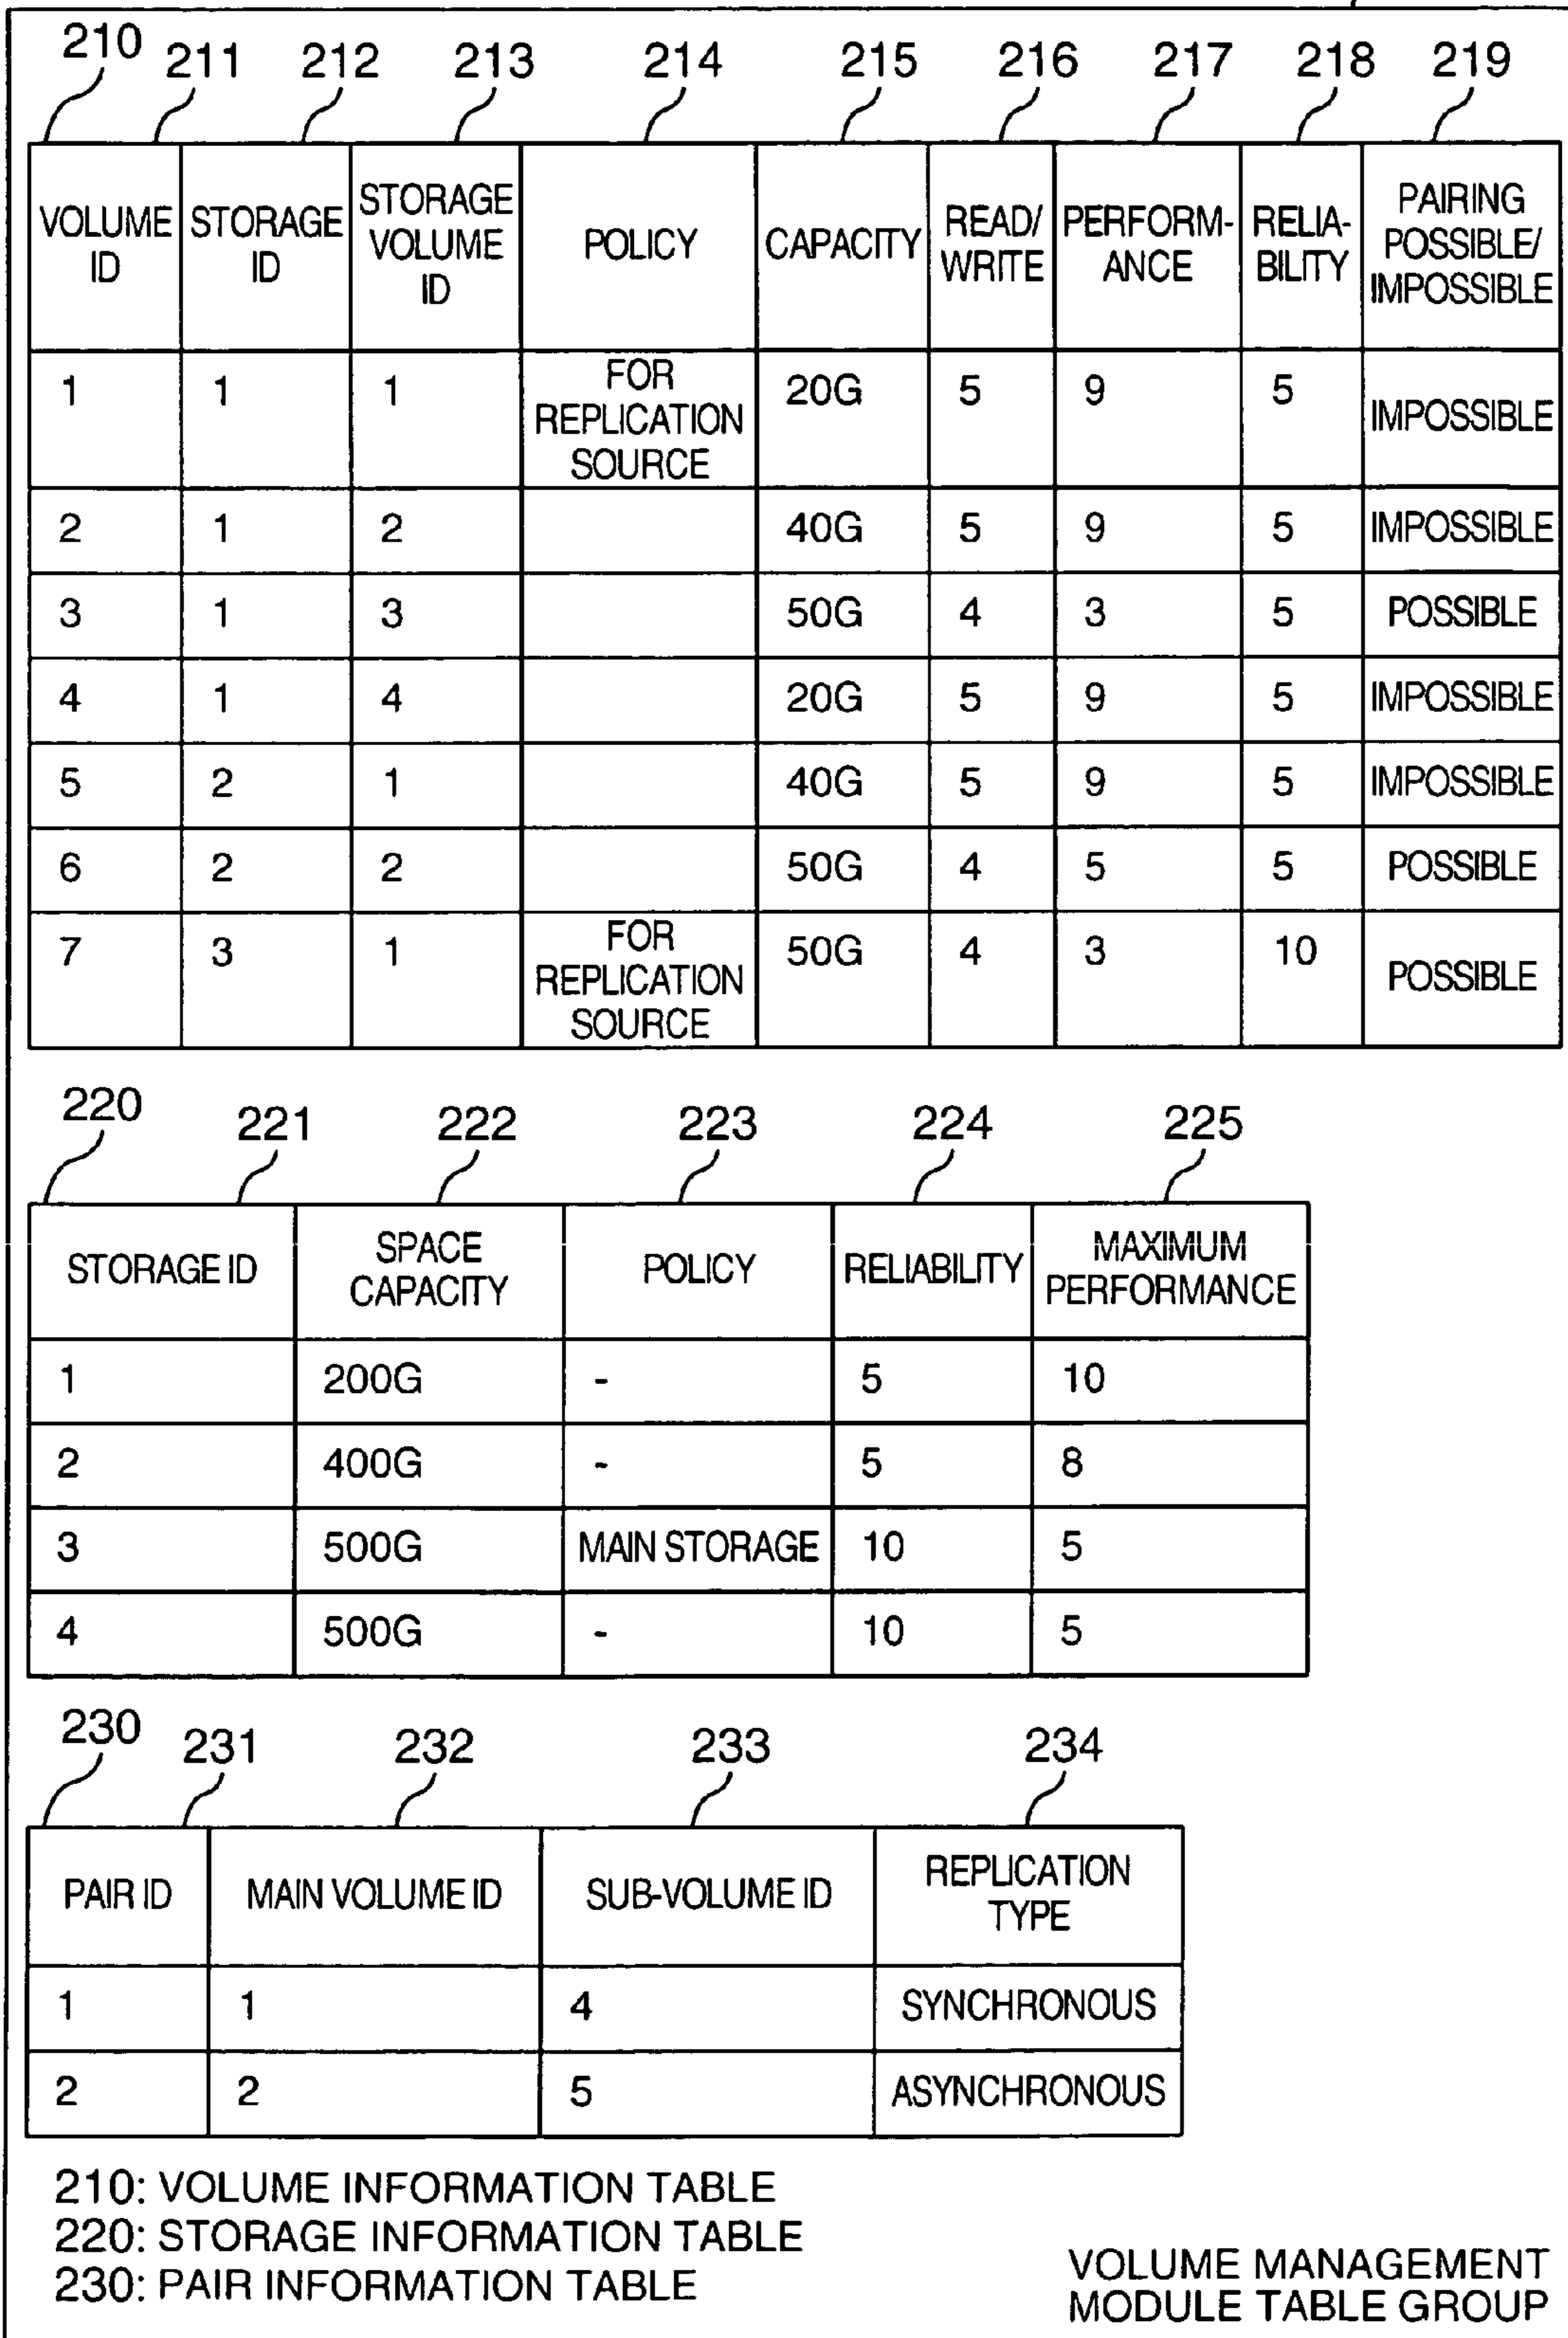 210 211 212 213 214 215 216 217 218 219
VOLUME ID STORAGE ID STORAGE VOLUME ID POLICY CAPACITY READ/ WRITE PERFORM- ANCE RELIA- BILITY PAIRING POSSIBLE/ IMPOSSIBLE
1 1 1 FOR REPLICATION SOURCE 20G 5 9 5 IMPOSSIBLE
2 1 2 40G 5 9 5 IMPOSSIBLE
3 1 3 50G 4 3 5 POSSIBLE
4 1 4 20G 5 9 5 IMPOSSIBLE
5 2 1 40G 5 9 5 IMPOSSIBLE
6 2 2 50G 4 5 5 POSSIBLE
7 3 1 FOR REPLICATION SOURCE 50G 4 3 10 POSSIBLE
220 221 222 223 224 225
STORAGE ID SPACE CAPACITY POLICY RELIABILITY MAXIMUM PERFORMANCE
1 200G - 5 10
2 400G - 5 8
3 500G MAIN STORAGE 10 5
4 500G - 10 5
230 231 232 233 234
PAIR ID MAIN VOLUME ID SUB-VOLUME ID REPLICATION TYPE
1 1 4 SYNCHRONOUS
2 2 5 ASYNCHRONOUS
210: VOLUME INFORMATION TABLE
220: STORAGE INFORMATION TABLE
230: PAIR INFORMATION TABLE
VOLUME MANAGEMENT
MODULE TABLE GROUP